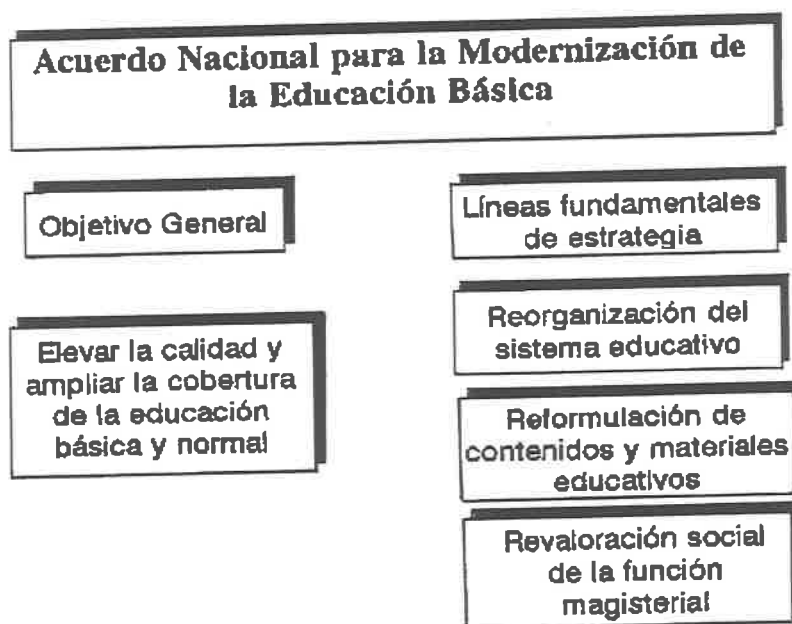 Acuerdo Nacional para la Modernización de
la Educación Básica
Objetivo General
Elevar la calidad y
ampliar la cobertura
de la educación
básica y normal
Líneas fundamentales
de estrategia
Reorganización del
sistema educativo
Reformulación de
contenidos y materiales
educativos
Revaloración social
de la función
magisterial